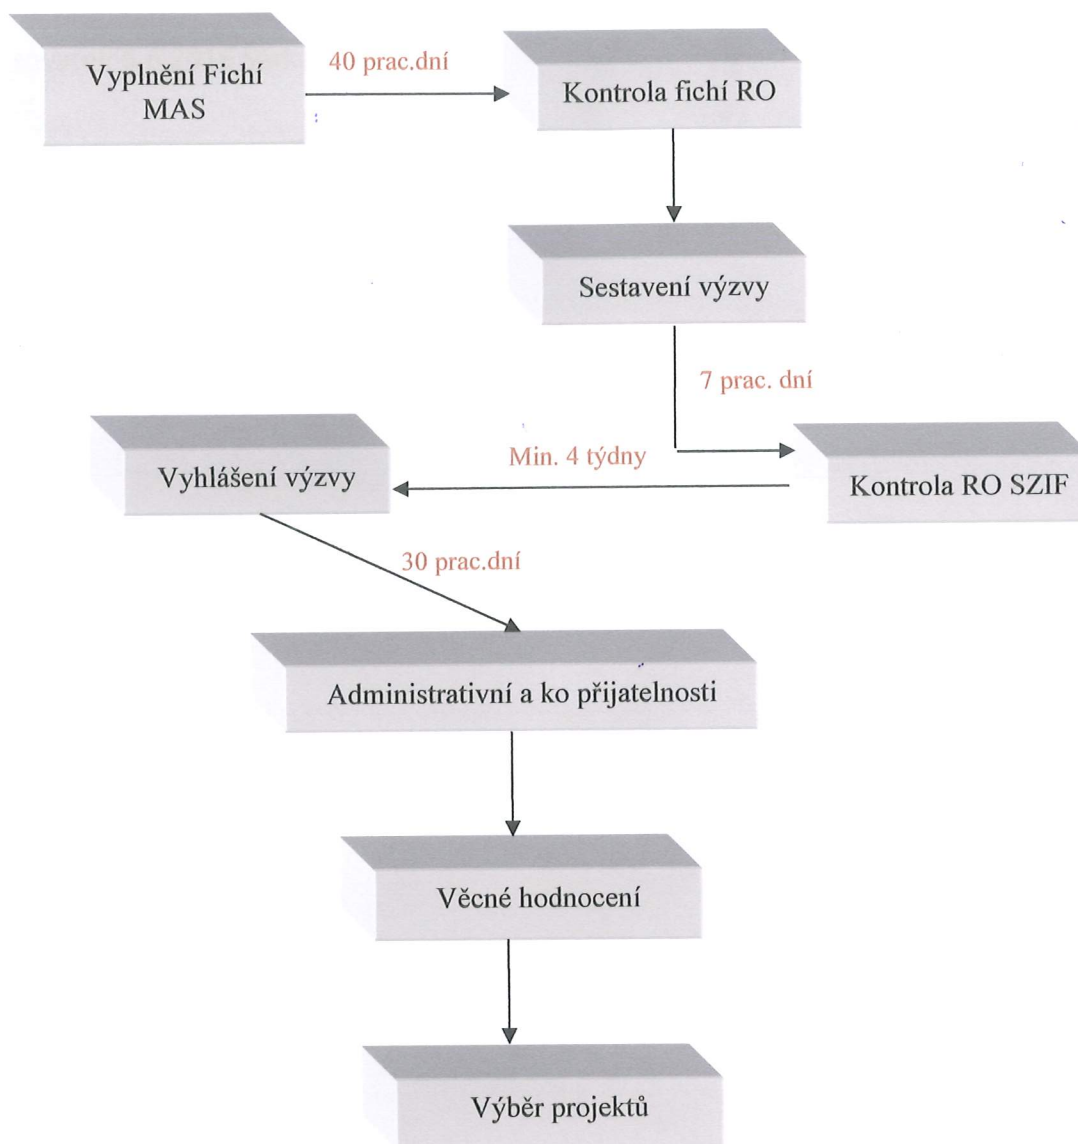 Vyplnění Fichí
MAS
40 prac.dní
Kontrola fichí RO
Sestavení výzvy
7 prac. dní
Kontrola RO SZIF
Min. 4 týdny
Vyhlášení výzvy
30 prac.dní
Administrativní a ko přijatelnosti
Věcné hodnocení
Výběr projektů